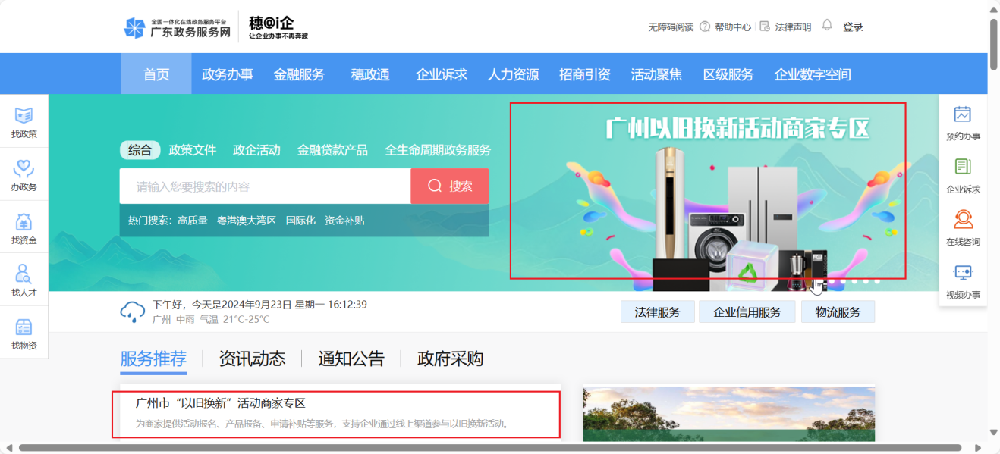 全国一体化在线政务服务平台
广东政务服务网
穗@i企
让企业办事不再奔波
无障碍阅读 帮助中心 法律声明 登录
首页 政务办事 金融服务 穗政通 企业诉求 人力资源 招商引资 活动聚焦 区级服务 企业数字空间
找政策
办政务
找资金
找人才
找物资
综合 政策文件 政企活动 金融贷款产品 全生命周期政务服务
请输入您要搜索的内容 搜索
热门搜索: 高质量 粤港澳大湾区 国际化 资金补贴
广州以旧换新活动商家专区
预约办事
企业诉求
在线咨询
视频办事
下午好，今天是2024年9月23日 星期一 16:12:39
广州 中雨 气温 21°C-25°C
法律服务 企业信用服务 物流服务
服务推荐 资讯动态 通知公告 政府采购
广州市“以旧换新”活动商家专区
为商家提供活动报名、产品报备、申请补贴等服务，支持企业通过线上渠道参与以旧换新活动。